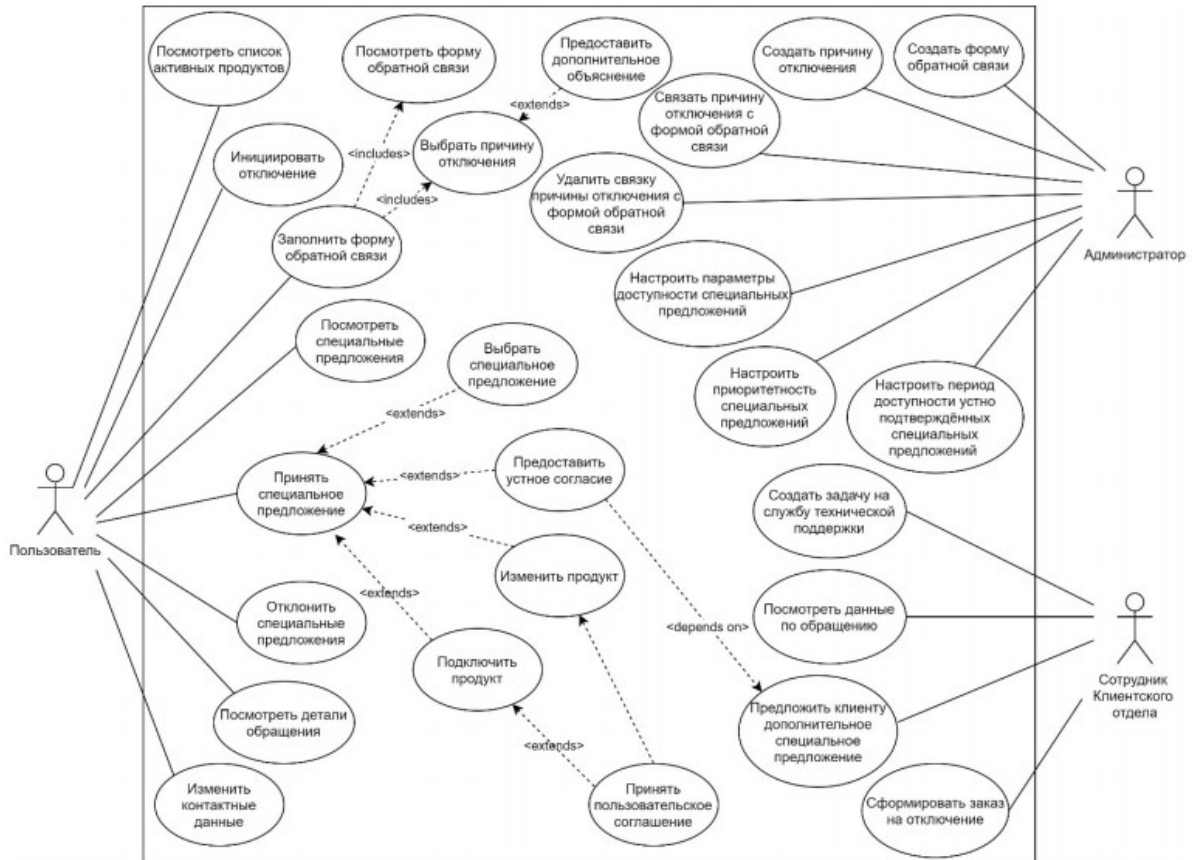 Посмотреть список
активных продуктов
Посмотреть форму
обратной связи
Предоставить
дополнительное
объяснение
Создать причину
отключения
Создать форму
обратной связи
<extends>
Связать причину
отключения с
формой обратной
связи
Инициировать
отключение
<includes>
Выбрать причину
отключения
<includes>
Удалить связку
причины отключения с
формой обратной
связи
Заполнить форму
обратной связи
Администратор
Настроить параметры
доступности специальных
предложений
Посмотреть
специальные
предложения
Выбрать
специальное
предложение
Настроить
приоритетность
специальных
предложений
Настроить период
доступности устно
подтверждённых
специальных
предложений
<extends>
Принять
специальное
предложение
<extends>
Предоставить
устное согласие
Создать задачу на
службу технической
поддержки
Пользователь
<extends>
Изменить продукт
<extends>
Отклонить
специальные
предложения
Посмотреть данные
по обращению
<depends on>
Подключить
продукт
Сотрудник
Клиентского
отдела
Посмотреть детали
обращения
Предложить клиенту
дополнительное
специальное
предложение
<extends>
Изменить
контактные
данные
Принять
пользовательское
соглашение
Сформировать заказ
на отключение